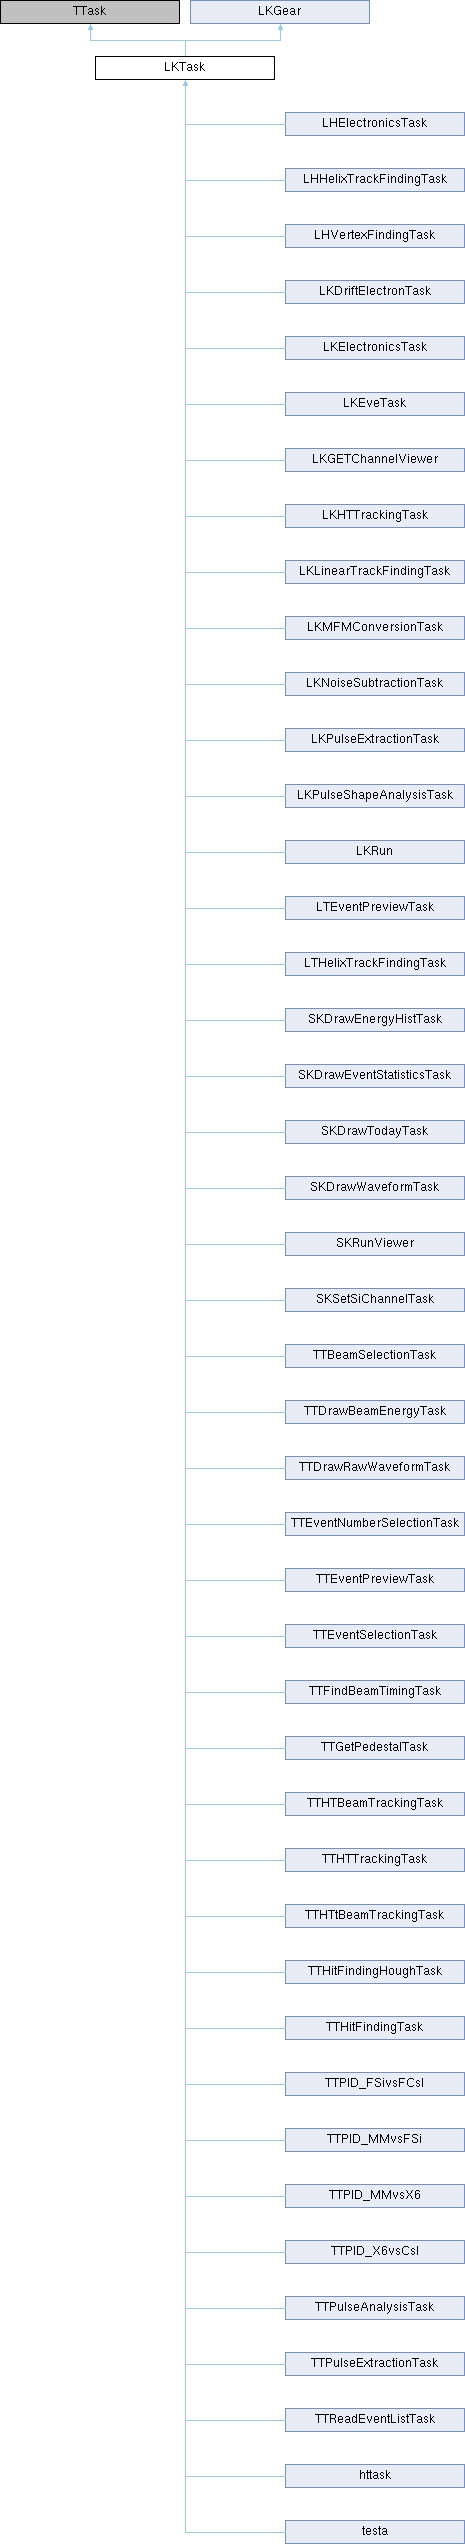 TTask
LKGear
LKTask
LHElectronicsTask
LHHelixTrackFindingTask
LHVertexFindingTask
LKDriftElectronTask
LKElectronicsTask
LKEveTask
LKGETChannelViewer
LKHTTrackingTask
LKLinearTrackFindingTask
LKMFMConversionTask
LKNoiseSubtractionTask
LKPulseExtractionTask
LKPulseShapeAnalysisTask
LKRun
LTEventPreviewTask
LTHelixTrackFindingTask
SKDrawEnergyHistTask
SKDrawEventStatisticsTask
SKDrawTodayTask
SKDrawWaveformTask
SKRunViewer
SKSetSiChannelTask
TTBeamSelectionTask
TTDrawBeamEnergyTask
TTDrawRawWaveformTask
TTEventNumberSelectionTask
TTEventPreviewTask
TTEventSelectionTask
TTFindBeamTimingTask
TTGetPedestalTask
TTHTBeamTrackingTask
TTHTTrackingTask
TTHTtBeamTrackingTask
TTHitFindingHoughTask
TTHitFindingTask
TTPID_FSivsFCsI
TTPID_MMvsFSi
TTPID_MMvsX6
TTPID_X6vsCsI
TTPulseAnalysisTask
TTPulseExtractionTask
TTReadEventListTask
httask
testa